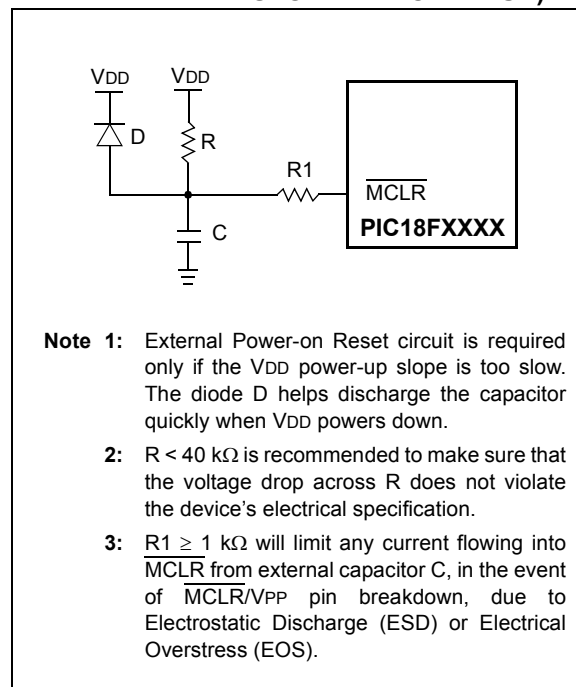 VDD VDD
D
R
R1
MCLR
PIC18FXXXX
C
Note 1: External Power-on Reset circuit is required
only if the VDD power-up slope is too slow.
The diode D helps discharge the capacitor
quickly when VDD powers down.
2: R < 40 kΩ is recommended to make sure that
the voltage drop across R does not violate
the device's electrical specification.
3: R1 ≥ 1 kΩ will limit any current flowing into
MCLR from external capacitor C, in the event
of MCLR/VPP pin breakdown, due to
Electrostatic Discharge (ESD) or Electrical
Overstress (EOS).